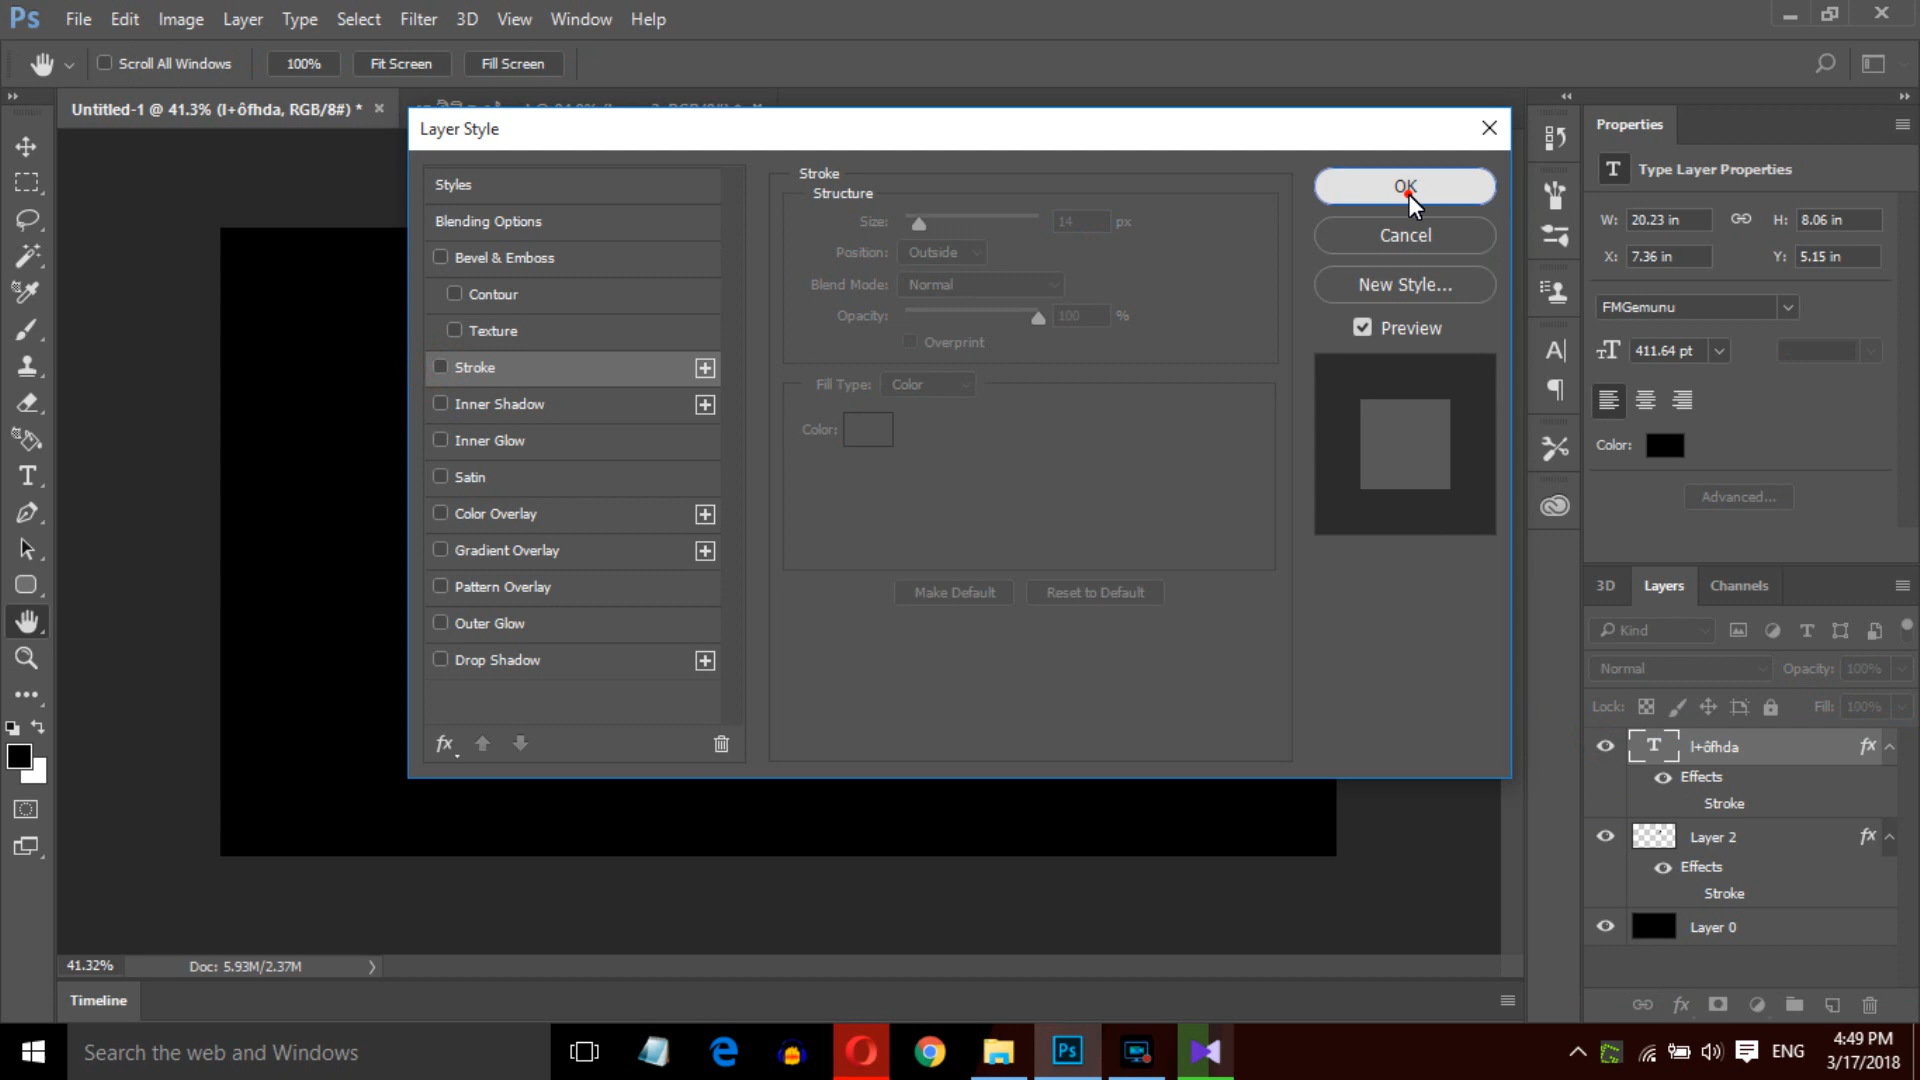 Ps File Edit Image Layer Type Select Filter 3D View Window Help
Scroll All Windows 100% Fit Screen Fill Screen
Untitled-1 @ 41.3% (l+ôfhda, RGB/8#) *
Layer Style
Styles
Blending Options
Bevel & Emboss
Contour
Texture
Stroke
Inner Shadow
Inner Glow
Satin
Color Overlay
Gradient Overlay
Pattern Overlay
Outer Glow
Drop Shadow
fx
Stroke
Structure
Size: 14 px
Position: Outside
Blend Mode: Normal
Opacity: 100 %
Overprint
Fill Type: Color
Color:
Make Default Reset to Default
OK
Cancel
New Style...
Preview
Properties
T Type Layer Properties
W: 20.23 in H: 8.06 in
X: 7.36 in Y: 5.15 in
FMGemunu
411.64 pt
Color:
Advanced...
3D Layers Channels
Kind
Normal Opacity: 100%
Lock: Fill: 100%
T l+ôfhda fx
Effects
Stroke
Layer 2 fx
Effects
Stroke
Layer 0
fx
41.32% Doc: 5.93M/2.37M
Timeline
Search the web and Windows
Ps
ENG
4:49 PM
3/17/2018